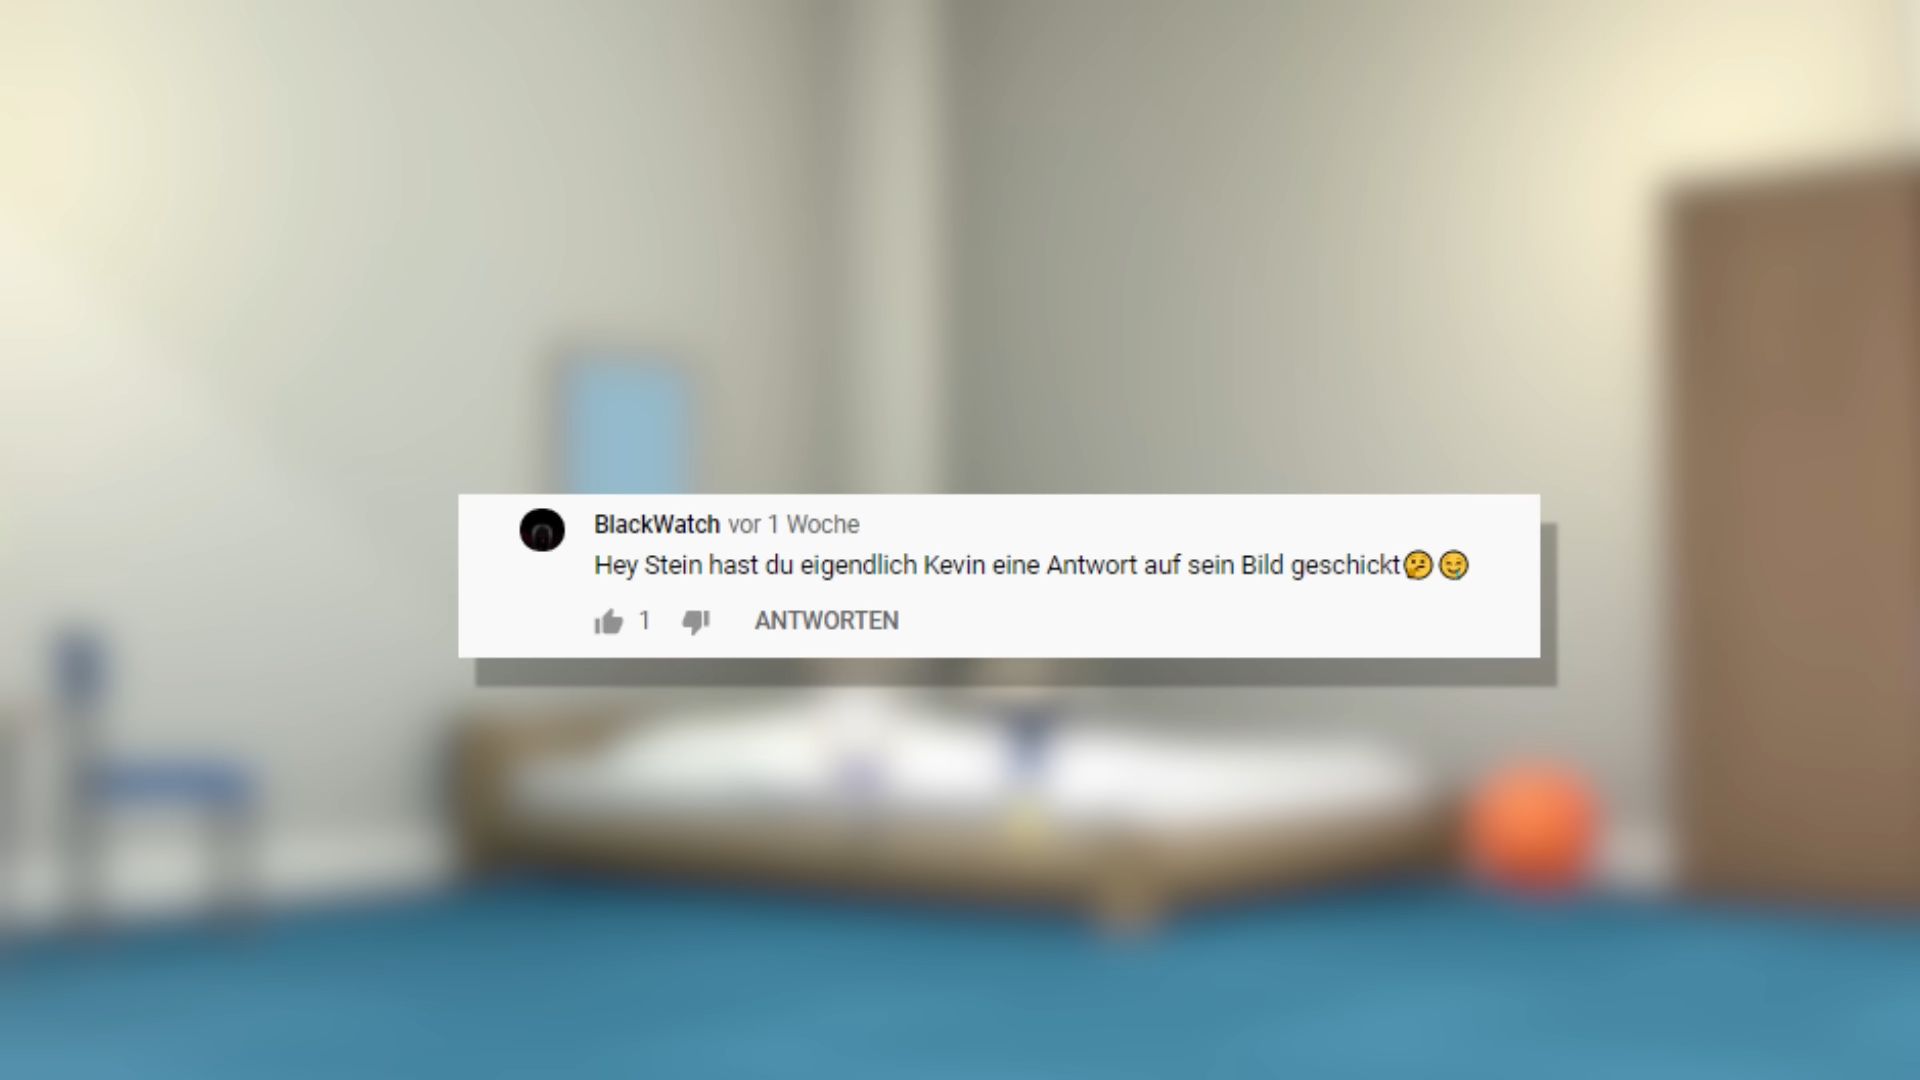 BlackWatch vor 1 Woche
Hey Stein hast du eigendlich Kevin eine Antwort auf sein Bild geschickt🤔🤤
1 ANTWORTEN